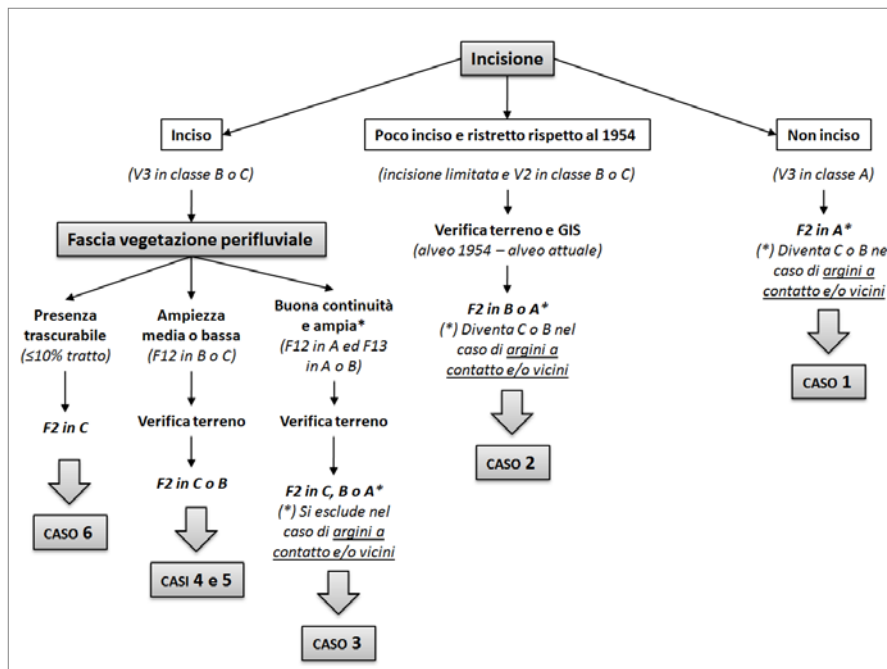 Incisione
Inciso
(V3 in classe B o C)
Fascia vegetazione perifluviale
Presenza
trascurabile
(≤10% tratto)
F2 in C
CASO 6
Ampiezza
media o bassa
(F12 in B o C)
Verifica terreno
F2 in C o B
CASI 4 e 5
Buona continuità
e ampia*
(F12 in A ed F13
in A o B)
Verifica terreno
F2 in C, B o A*
(*) Si esclude nel
caso di argini a
contatto e/o vicini
CASO 3
Poco inciso e ristretto rispetto al 1954
(incisione limitata e V2 in classe B o C)
Verifica terreno e GIS
(alveo 1954 – alveo attuale)
F2 in B o A*
(*) Diventa C o B nel
caso di argini a
contatto e/o vicini
CASO 2
Non inciso
(V3 in classe A)
F2 in A*
(*) Diventa C o B nel
caso di argini a
contatto e/o vicini
CASO 1